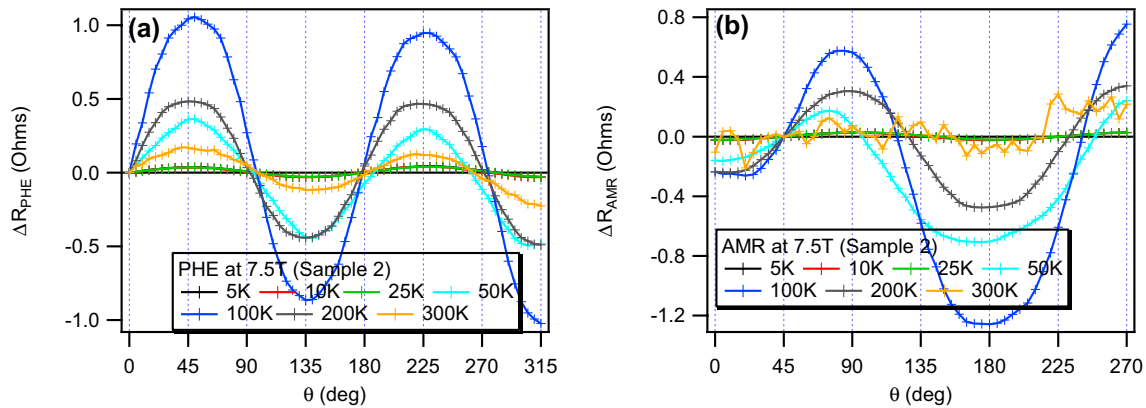 (a)
1.0
0.5
0.0
-0.5
-1.0
ΔR_PHE (Ohms)
PHE at 7.5T (Sample 2)
5K 10K 25K 50K
100K 200K 300K
0 45 90 135 180 225 270 315
θ (deg)
(b)
0.8
0.4
0.0
-0.4
-0.8
-1.2
ΔR_AMR (Ohms)
AMR at 7.5T (Sample 2)
5K 10K 25K 50K
100K 200K 300K
0 45 90 135 180 225 270
θ (deg)